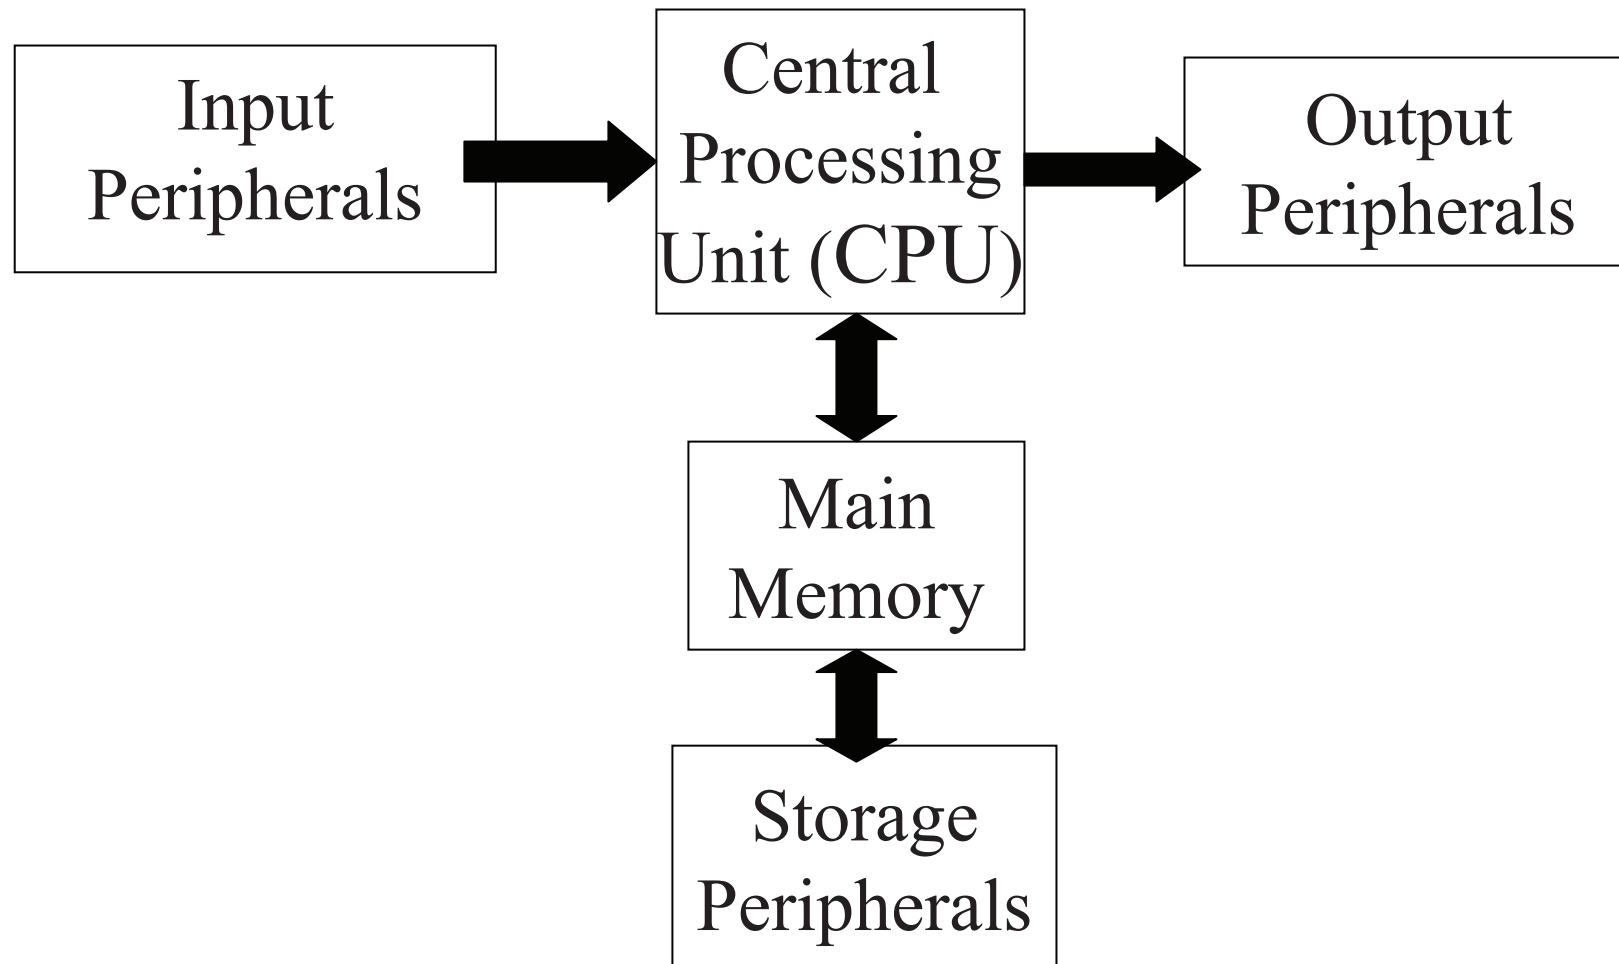 Input
Peripherals
Central
Processing
Unit (CPU)
Output
Peripherals
Main
Memory
Storage
Peripherals